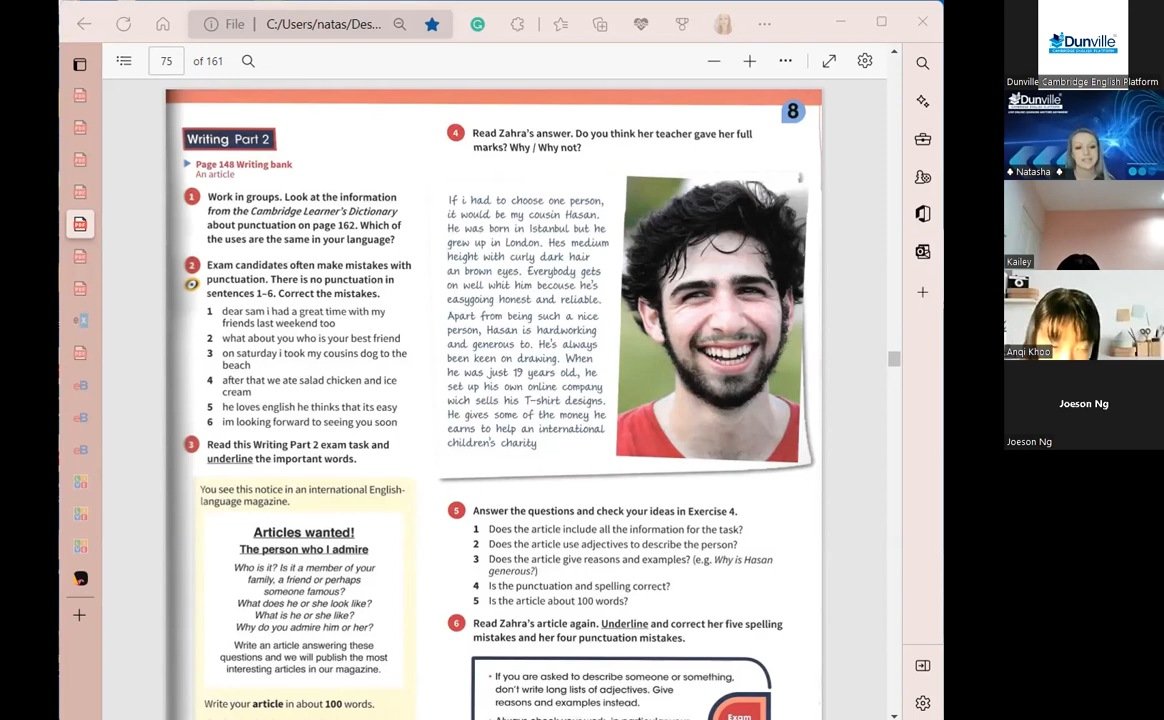 File
C:/Users/natas/Des...
75
of 161
8
Writing Part 2
Page 148 Writing bank
An article
1 Work in groups. Look at the information
from the Cambridge Learner's Dictionary
about punctuation on page 162. Which of
the uses are the same in your language?
2 Exam candidates often make mistakes with
punctuation. There is no punctuation in
sentences 1–6. Correct the mistakes.
1 dear sam i had a great time with my
friends last weekend too
2 what about you who is your best friend
3 on saturday i took my cousins dog to the
beach
4 after that we ate salad chicken and ice
cream
5 he loves english he thinks that its easy
6 im looking forward to seeing you soon
3 Read this Writing Part 2 exam task and
underline the important words.
You see this notice in an international English-
language magazine.
Articles wanted!
The person who I admire
Who is it? Is it a member of your
family, a friend or perhaps
someone famous?
What does he or she look like?
What is he or she like?
Why do you admire him or her?
Write an article answering these
questions and we will publish the most
interesting articles in our magazine.
Write your article in about 100 words.
4 Read Zahra's answer. Do you think her teacher gave her full
marks? Why / Why not?
If i had to choose one person,
it would be my cousin Hasan.
He was born in Istanbul but he
grew up in London. Hes medium
height with curly dark hair
an brown eyes. Everybody gets
on well whit him becouse he's
easygoing honest and reliable.
Apart from being such a nice
person, Hasan is hardworking
and generous to. He's always
been keen on drawing. When
he was just 19 years old, he
set up his own online company
wich sells his T-shirt designs.
He gives some of the money he
earns to help an international
children's charity
5 Answer the questions and check your ideas in Exercise 4.
1 Does the article include all the information for the task?
2 Does the article use adjectives to describe the person?
3 Does the article give reasons and examples? (e.g. Why is Hasan
generous?)
4 Is the punctuation and spelling correct?
5 Is the article about 100 words?
6 Read Zahra's article again. Underline and correct her five spelling
mistakes and her four punctuation mistakes.
• If you are asked to describe someone or something,
don't write long lists of adjectives. Give
reasons and examples instead.
Exam
Dunville
Dunville Cambridge English Platform
Dunville
Natasha
Kailey
Anqi Khoo
Joeson Ng
Joeson Ng